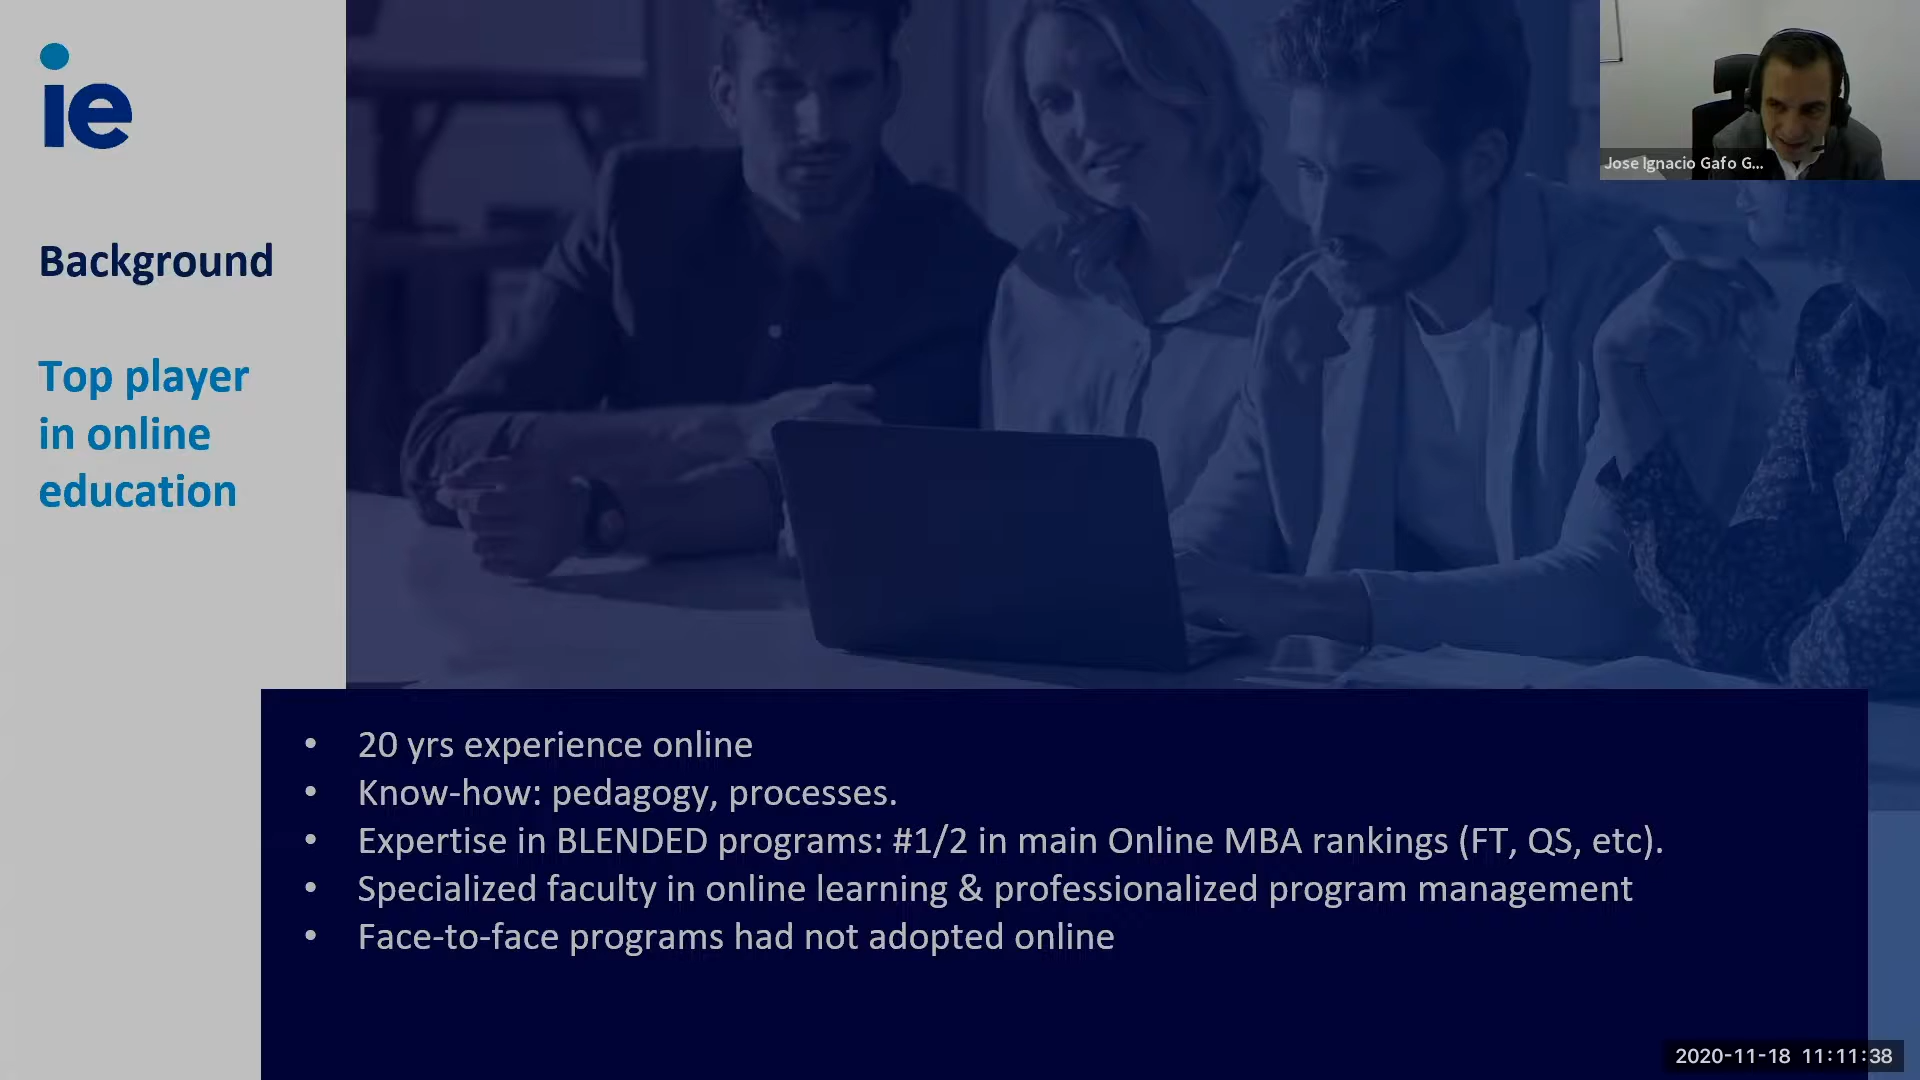 ie
Background
Top player
in online
education
Jose Ignacio Gafo G...
• 20 yrs experience online
• Know-how: pedagogy, processes.
• Expertise in BLENDED programs: #1/2 in main Online MBA rankings (FT, QS, etc).
• Specialized faculty in online learning & professionalized program management
• Face-to-face programs had not adopted online
2020-11-18 11:11:38